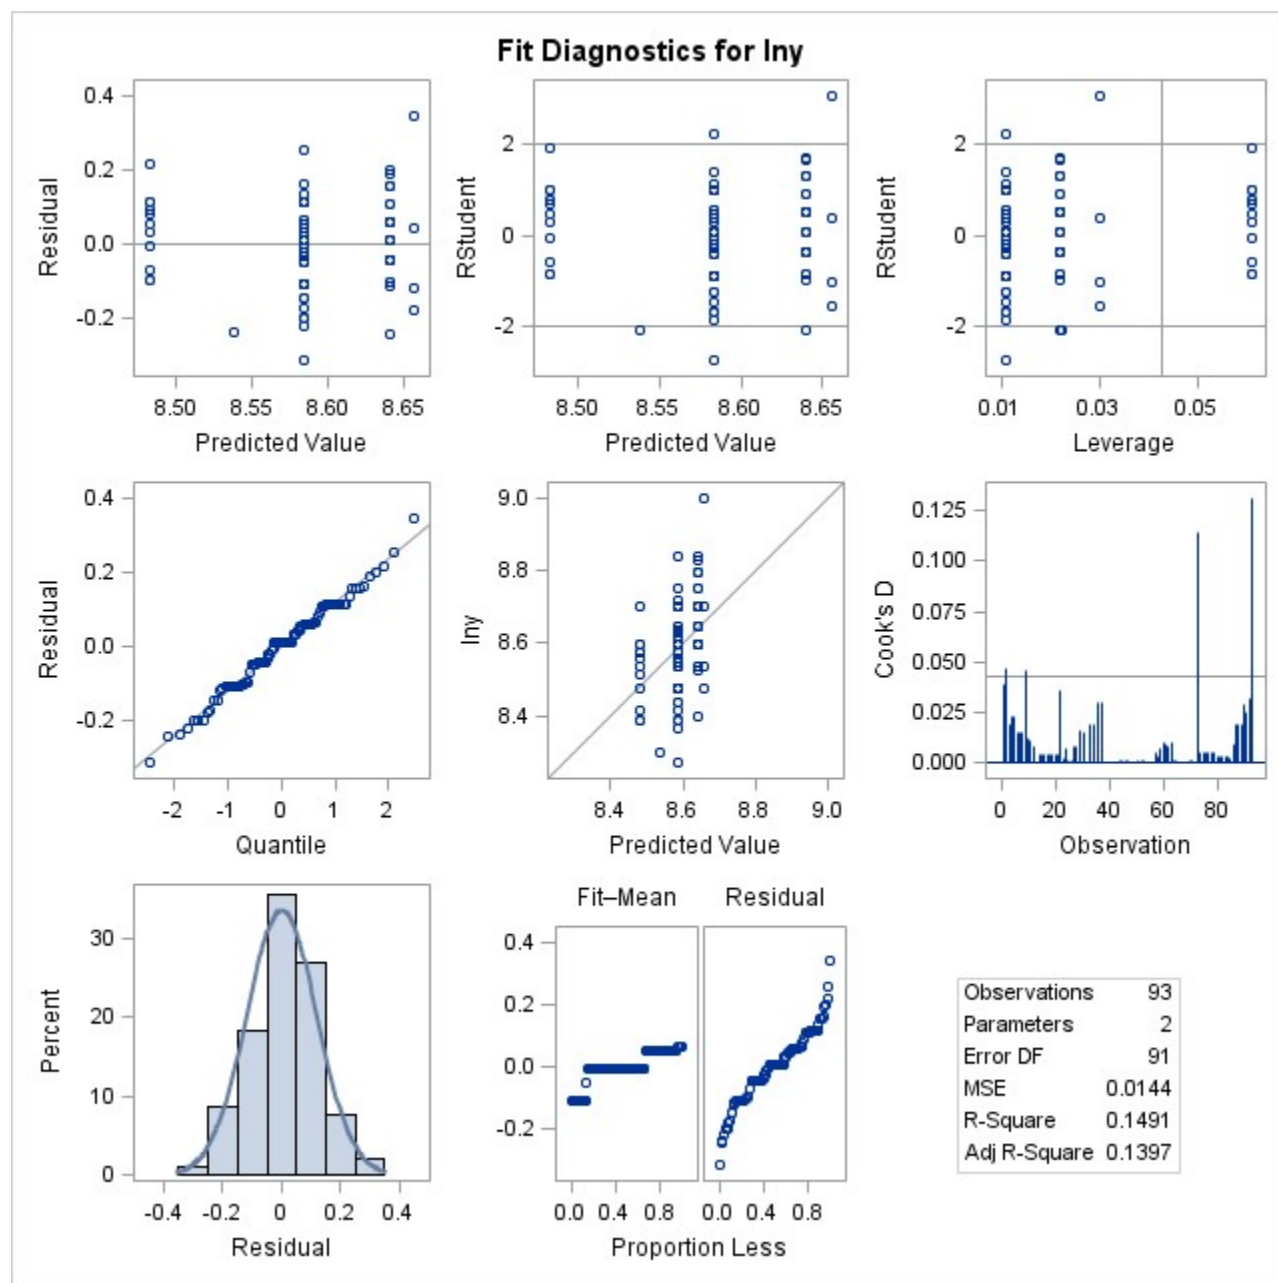 Fit Diagnostics for lny
0.4
0.2
0.0
-0.2
Residual
8.50 8.55 8.60 8.65
Predicted Value
2
0
-2
RStudent
8.50 8.55 8.60 8.65
Predicted Value
2
0
-2
RStudent
0.01 0.03 0.05
Leverage
0.4
0.2
0.0
-0.2
Residual
-2 -1 0 1 2
Quantile
9.0
8.8
8.6
8.4
lny
8.4 8.6 8.8 9.0
Predicted Value
0.125
0.100
0.075
0.050
0.025
0.000
Cook's D
0 20 40 60 80
Observation
30
20
10
0
Percent
-0.4 -0.2 0 0.2 0.4
Residual
Fit–Mean Residual
0.4
0.2
0.0
-0.2
0.0 0.4 0.8 0.0 0.4 0.8
Proportion Less
Observations 93
Parameters 2
Error DF 91
MSE 0.0144
R-Square 0.1491
Adj R-Square 0.1397